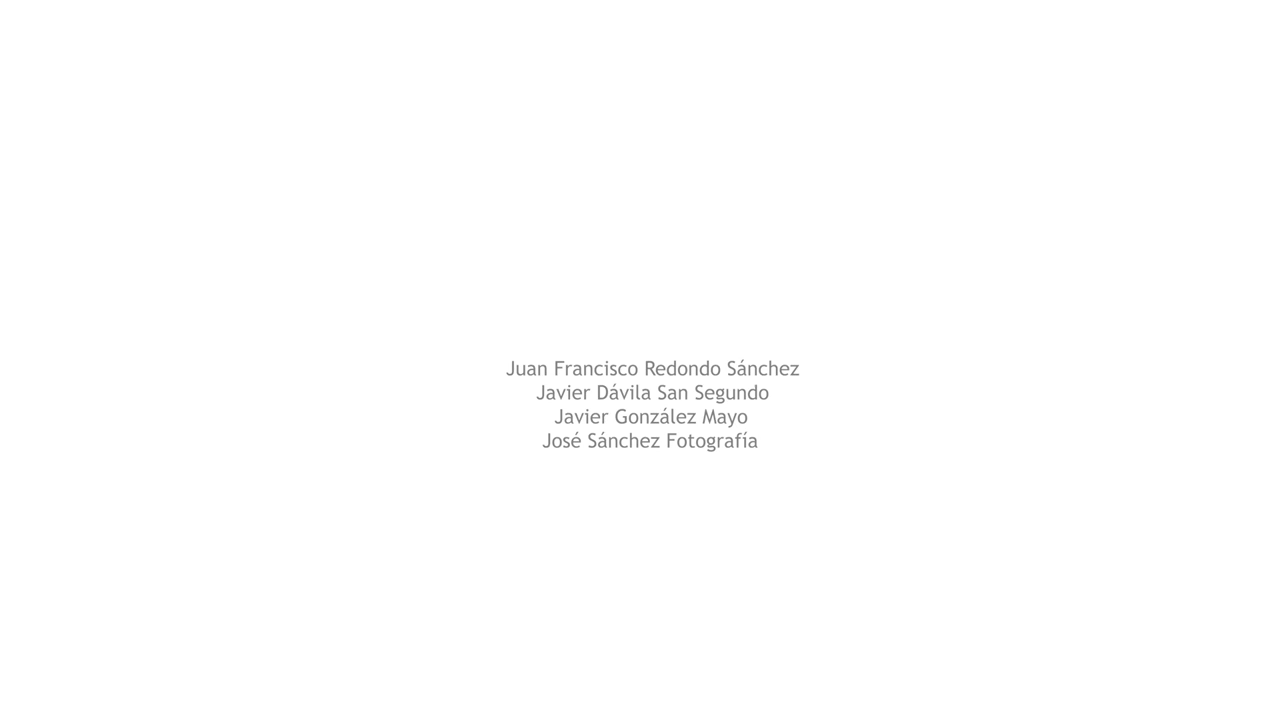 Juan Francisco Redondo Sánchez
Javier Dávila San Segundo
Javier González Mayo
José Sánchez Fotografía